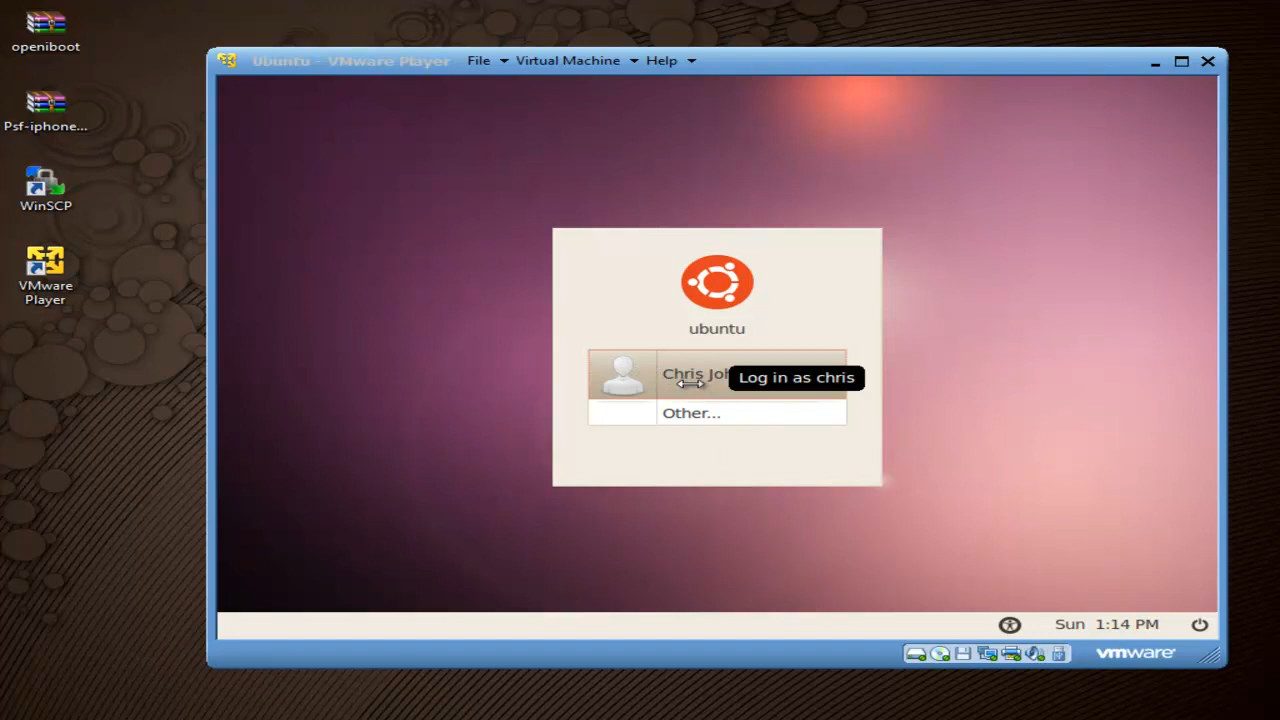 openiboot
Psf-iphone...
WinSCP
VMware
Player
Ubuntu - VMware Player File Virtual Machine Help
ubuntu
Chris Joh
Log in as chris
Other...
Sun 1:14 PM
vmware